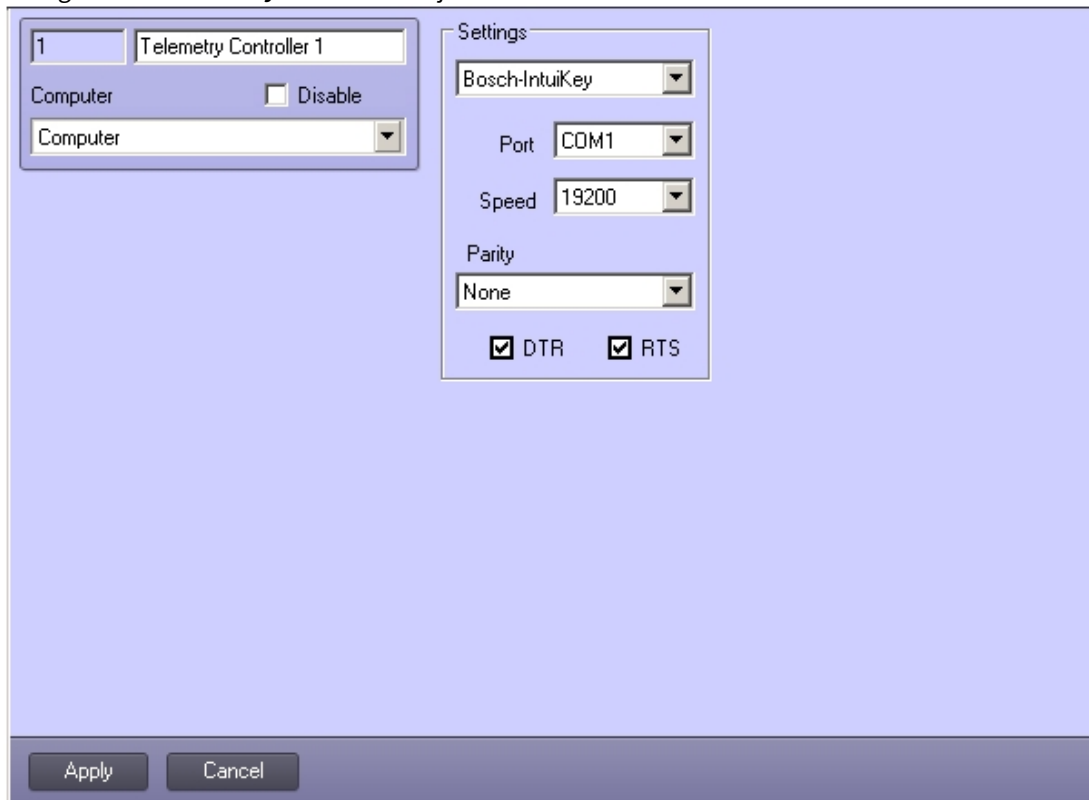 1 Telemetry Controller 1
Computer Disable
Computer
Settings
Bosch-IntuiKey
Port COM1
Speed 19200
Parity
None
DTR RTS
Apply Cancel